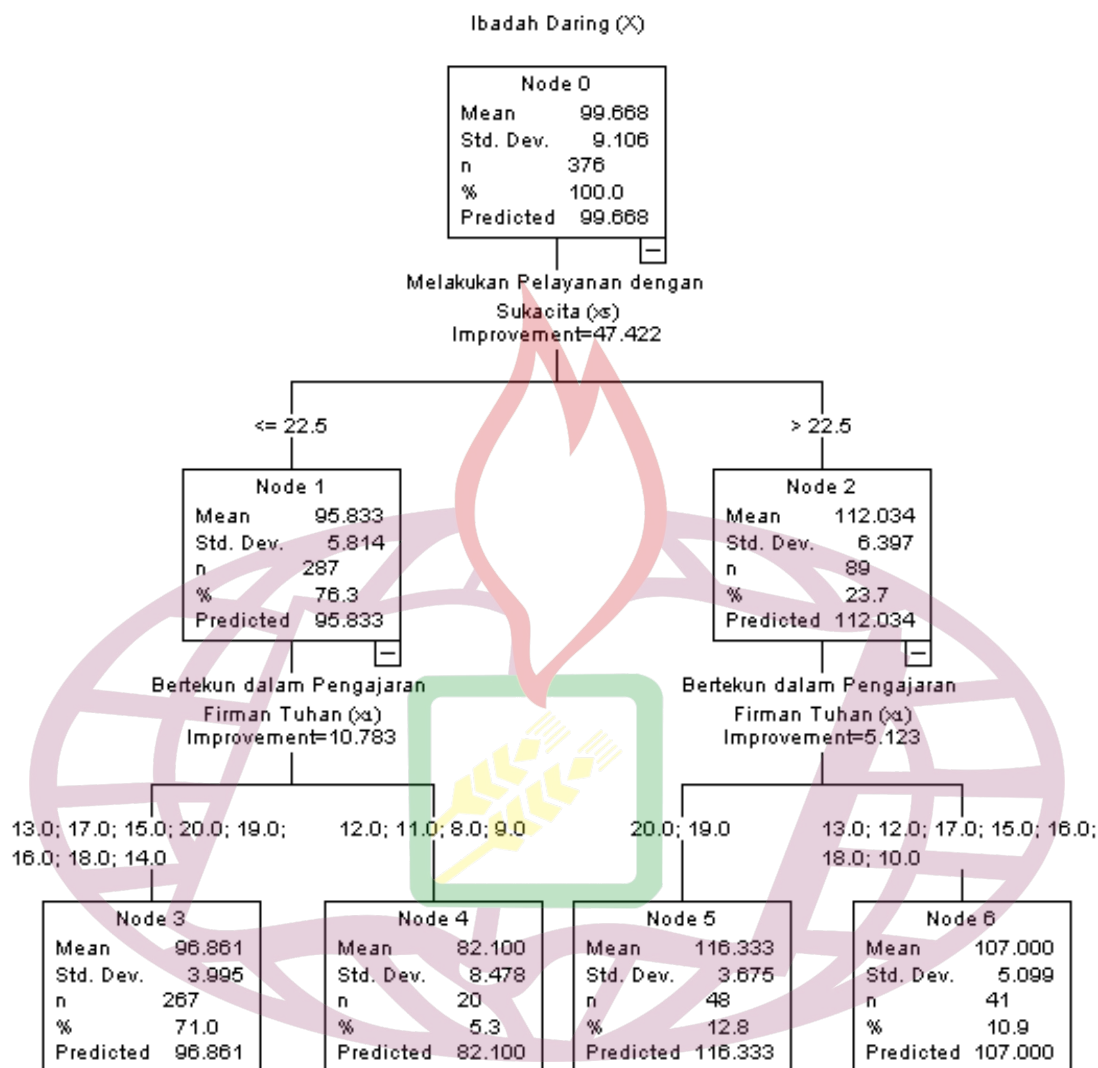 Ibadah Daring (X)
Node 0
Mean 99.668
Std. Dev. 9.106
n 376
% 100.0
Predicted 99.668
Melakukan Pelayanan dengan
Sukacita (x5)
Improvement=47.422
<= 22.5
> 22.5
Node 1
Mean 95.833
Std. Dev. 5.814
n 287
% 76.3
Predicted 95.833
Node 2
Mean 112.034
Std. Dev. 6.397
n 89
% 23.7
Predicted 112.034
Bertekun dalam Pengajaran
Firman Tuhan (x1)
Improvement=10.783
Bertekun dalam Pengajaran
Firman Tuhan (x1)
Improvement=5.123
13.0; 17.0; 15.0; 20.0; 19.0;
16.0; 18.0; 14.0
12.0; 11.0; 8.0; 9.0
20.0; 19.0
13.0; 12.0; 17.0; 15.0; 16.0;
18.0; 10.0
Node 3
Mean 96.861
Std. Dev. 3.995
n 267
% 71.0
Predicted 96.861
Node 4
Mean 82.100
Std. Dev. 8.478
n 20
% 5.3
Predicted 82.100
Node 5
Mean 116.333
Std. Dev. 3.675
n 48
% 12.8
Predicted 116.333
Node 6
Mean 107.000
Std. Dev. 5.099
n 41
% 10.9
Predicted 107.000